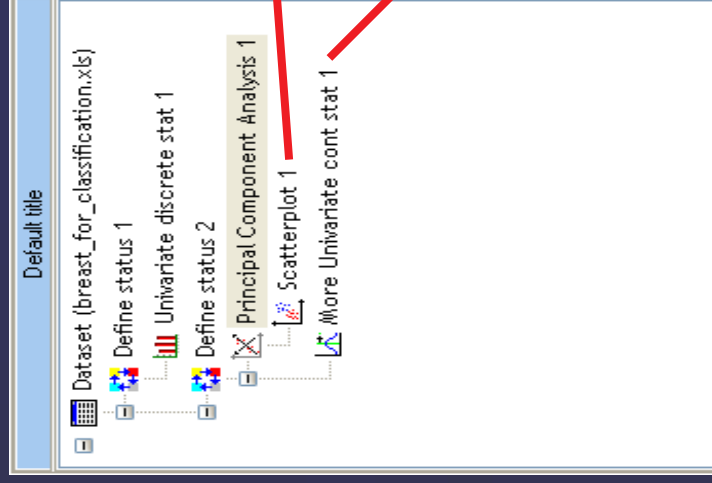 Default title
Dataset (breast_for_classification.xls)
Define status 1
Univariate discrete stat 1
Define status 2
Principal Component Analysis 1
Scatterplot 1
More Univariate cont stat 1